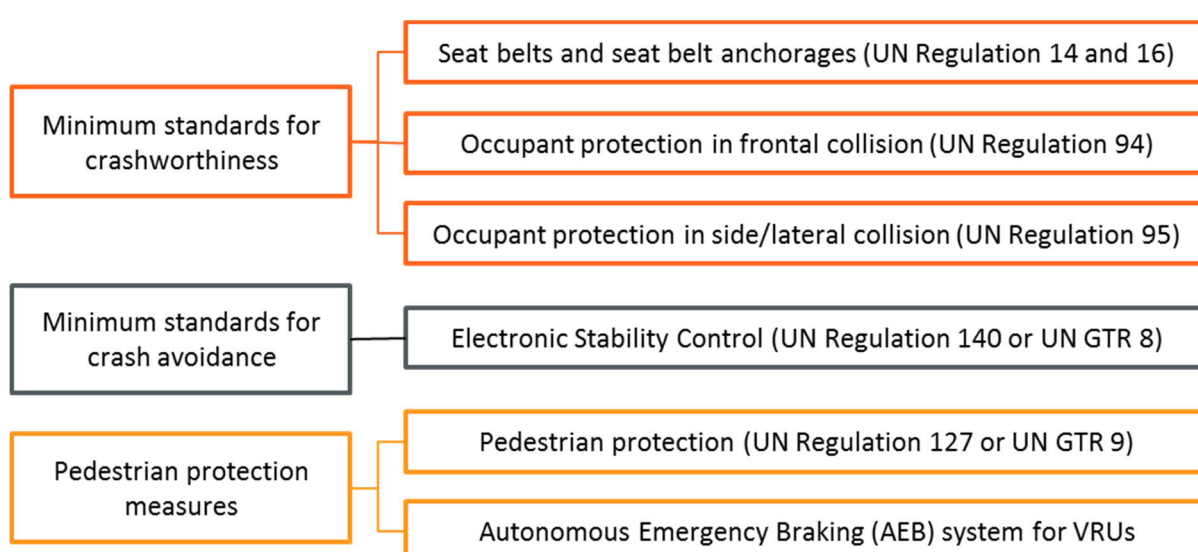 Minimum standards for
crashworthiness
Seat belts and seat belt anchorages (UN Regulation 14 and 16)
Occupant protection in frontal collision (UN Regulation 94)
Occupant protection in side/lateral collision (UN Regulation 95)
Minimum standards for
crash avoidance
Electronic Stability Control (UN Regulation 140 or UN GTR 8)
Pedestrian protection
measures
Pedestrian protection (UN Regulation 127 or UN GTR 9)
Autonomous Emergency Braking (AEB) system for VRUs